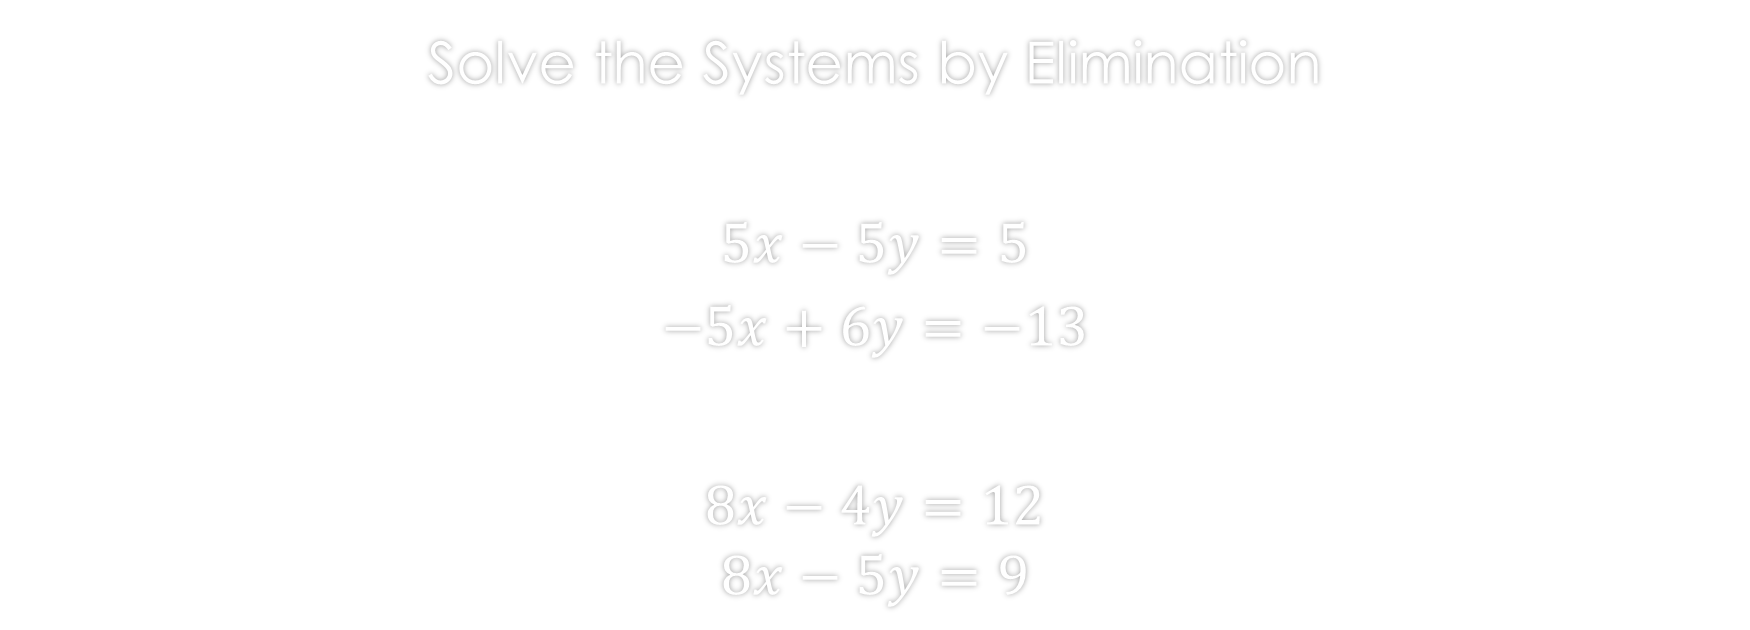 Solve the Systems by Elimination
5x − 5y = 5
−5x + 6y = −13
8x − 4y = 12
8x − 5y = 9